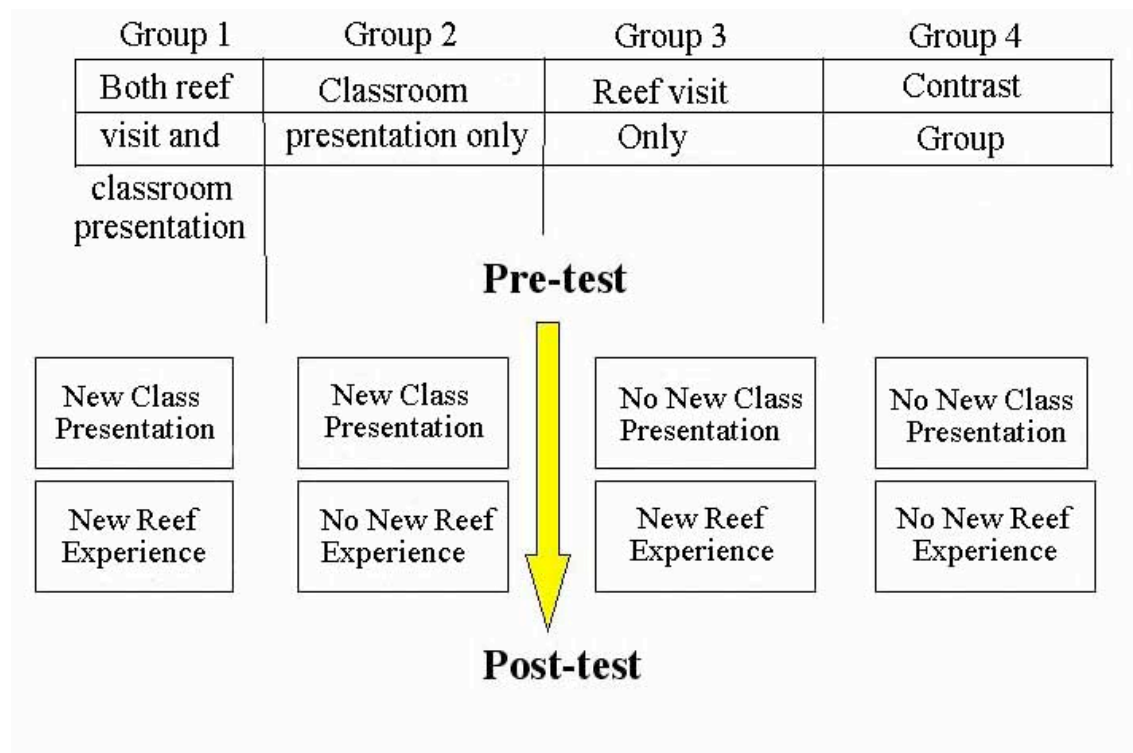 Group 1 Group 2 Group 3 Group 4
Both reef Classroom Reef visit Contrast
visit and presentation only Only Group
classroom
presentation
Pre-test
New Class New Class No New Class No New Class
Presentation Presentation Presentation Presentation
New Reef No New Reef New Reef No New Reef
Experience Experience Experience Experience
Post-test